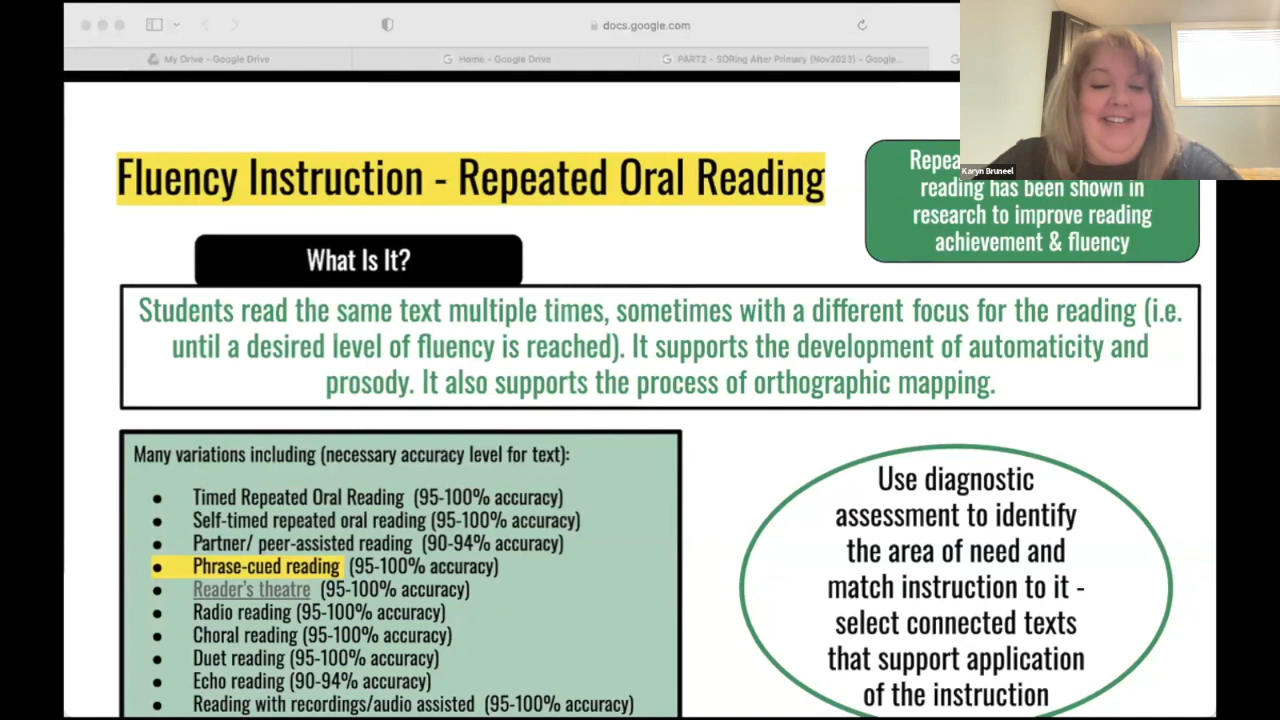 docs.google.com
My Drive - Google Drive
Home - Google Drive
PART2 - SORing After Primary (Nov2023) - Google...
Karyn Bruneel
Fluency Instruction - Repeated Oral Reading
reading has been shown in
research to improve reading
achievement & fluency
What Is It?
Students read the same text multiple times, sometimes with a different focus for the reading (i.e.
until a desired level of fluency is reached). It supports the development of automaticity and
prosody. It also supports the process of orthographic mapping.
Many variations including (necessary accuracy level for text):
• Timed Repeated Oral Reading (95-100% accuracy)
• Self-timed repeated oral reading (95-100% accuracy)
• Partner/ peer-assisted reading (90-94% accuracy)
• Phrase-cued reading (95-100% accuracy)
• Reader's theatre (95-100% accuracy)
• Radio reading (95-100% accuracy)
• Choral reading (95-100% accuracy)
• Duet reading (95-100% accuracy)
• Echo reading (90-94% accuracy)
• Reading with recordings/audio assisted (95-100% accuracy)
Use diagnostic
assessment to identify
the area of need and
match instruction to it -
select connected texts
that support application
of the instruction